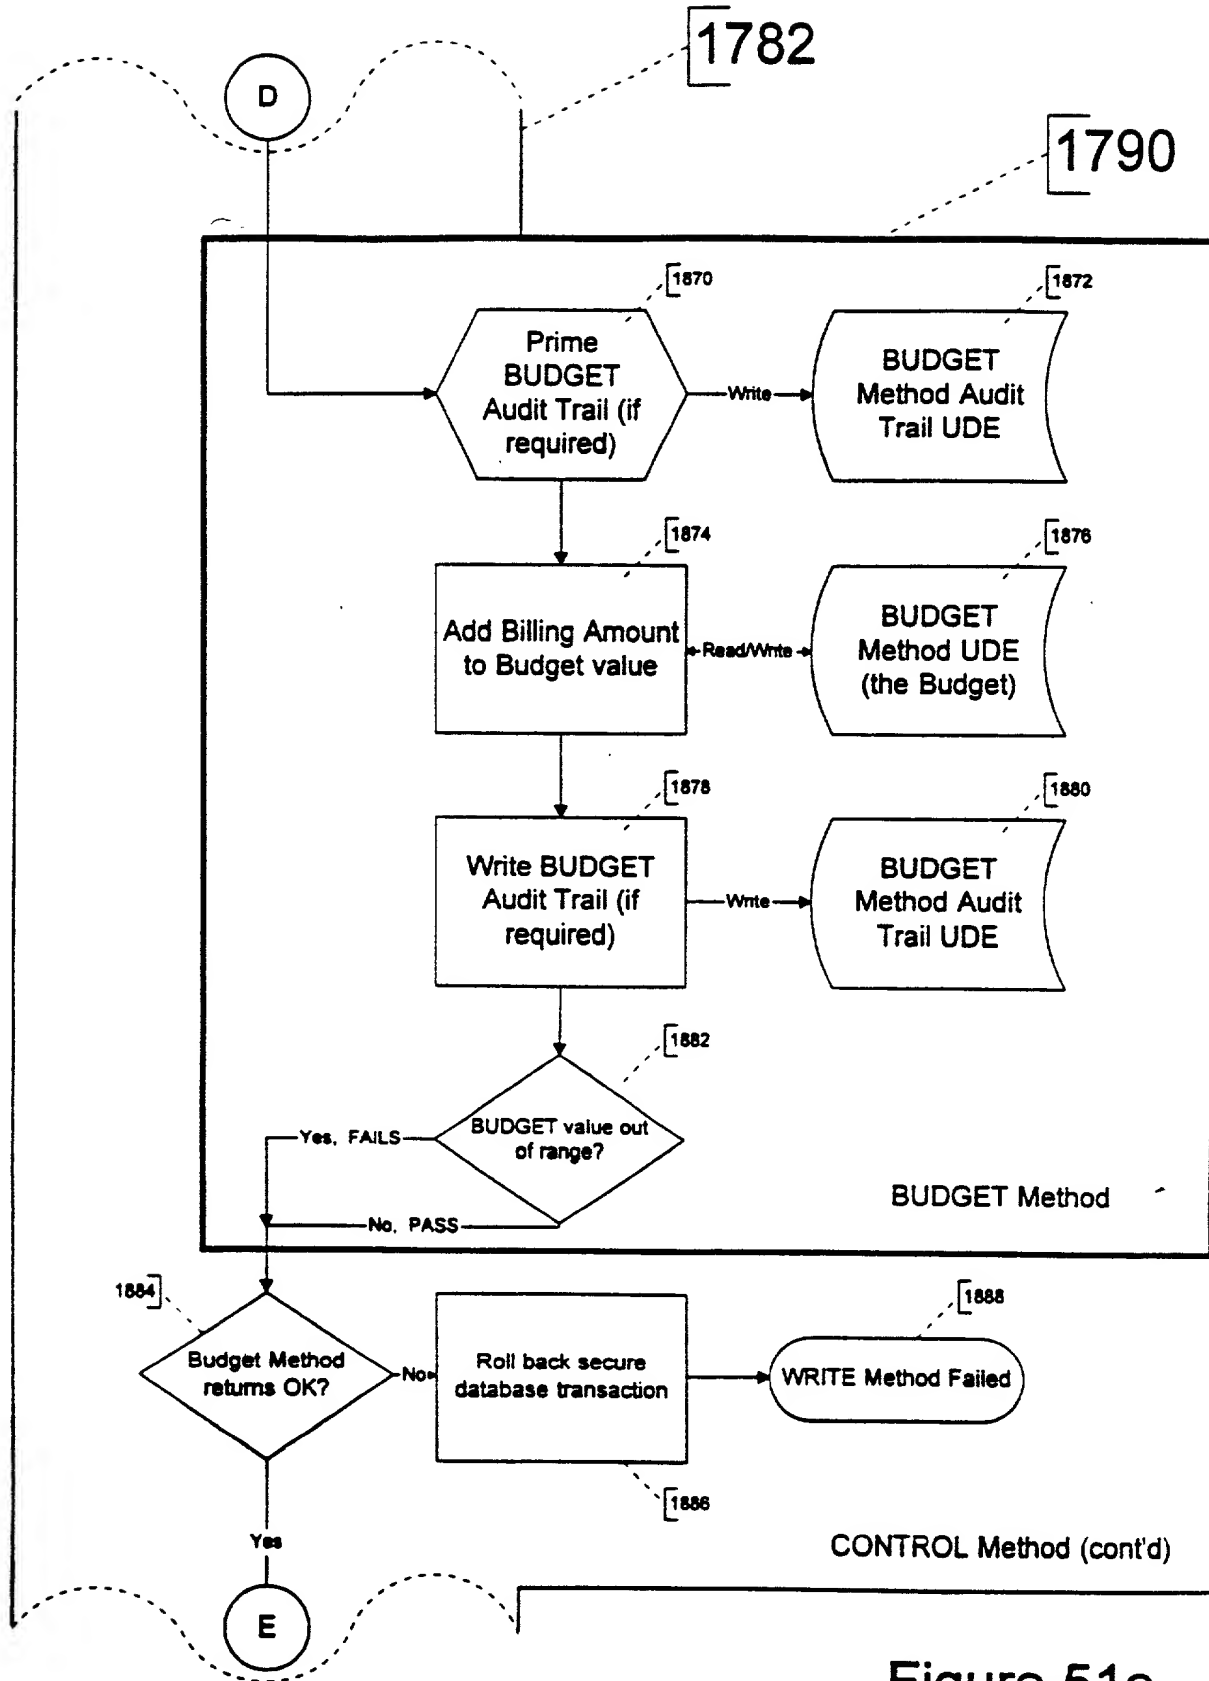 1782
D
1790
1870
1872
Prime
BUDGET
Audit Trail (if
required)
Write
BUDGET
Method Audit
Trail UDE
1874
1876
Add Billing Amount
to Budget value
Read/Write
BUDGET
Method UDE
(the Budget)
1878
1880
Write BUDGET
Audit Trail (if
required)
Write
BUDGET
Method Audit
Trail UDE
1882
BUDGET value out
of range?
Yes, FAILS
No, PASS
BUDGET Method
1884
1888
Budget Method
returns OK?
No
Roll back secure
database transaction
WRITE Method Failed
1886
Yes
CONTROL Method (cont'd)
E
Figure